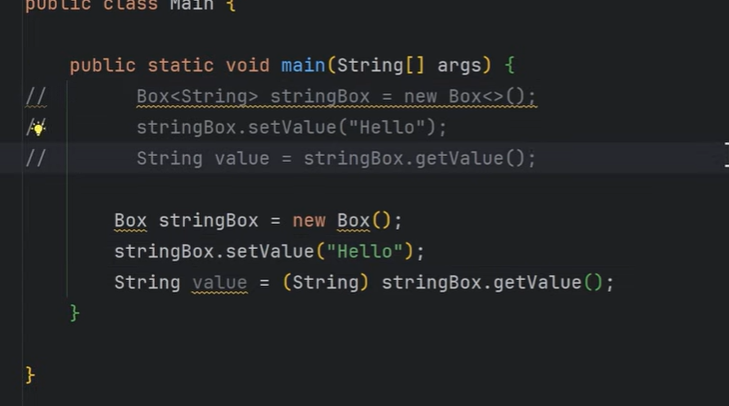 public class Main {
public static void main(String[] args) {
// Box<String> stringBox = new Box<>();
// stringBox.setValue("Hello");
// String value = stringBox.getValue();
Box stringBox = new Box();
stringBox.setValue("Hello");
String value = (String) stringBox.getValue();
}
}